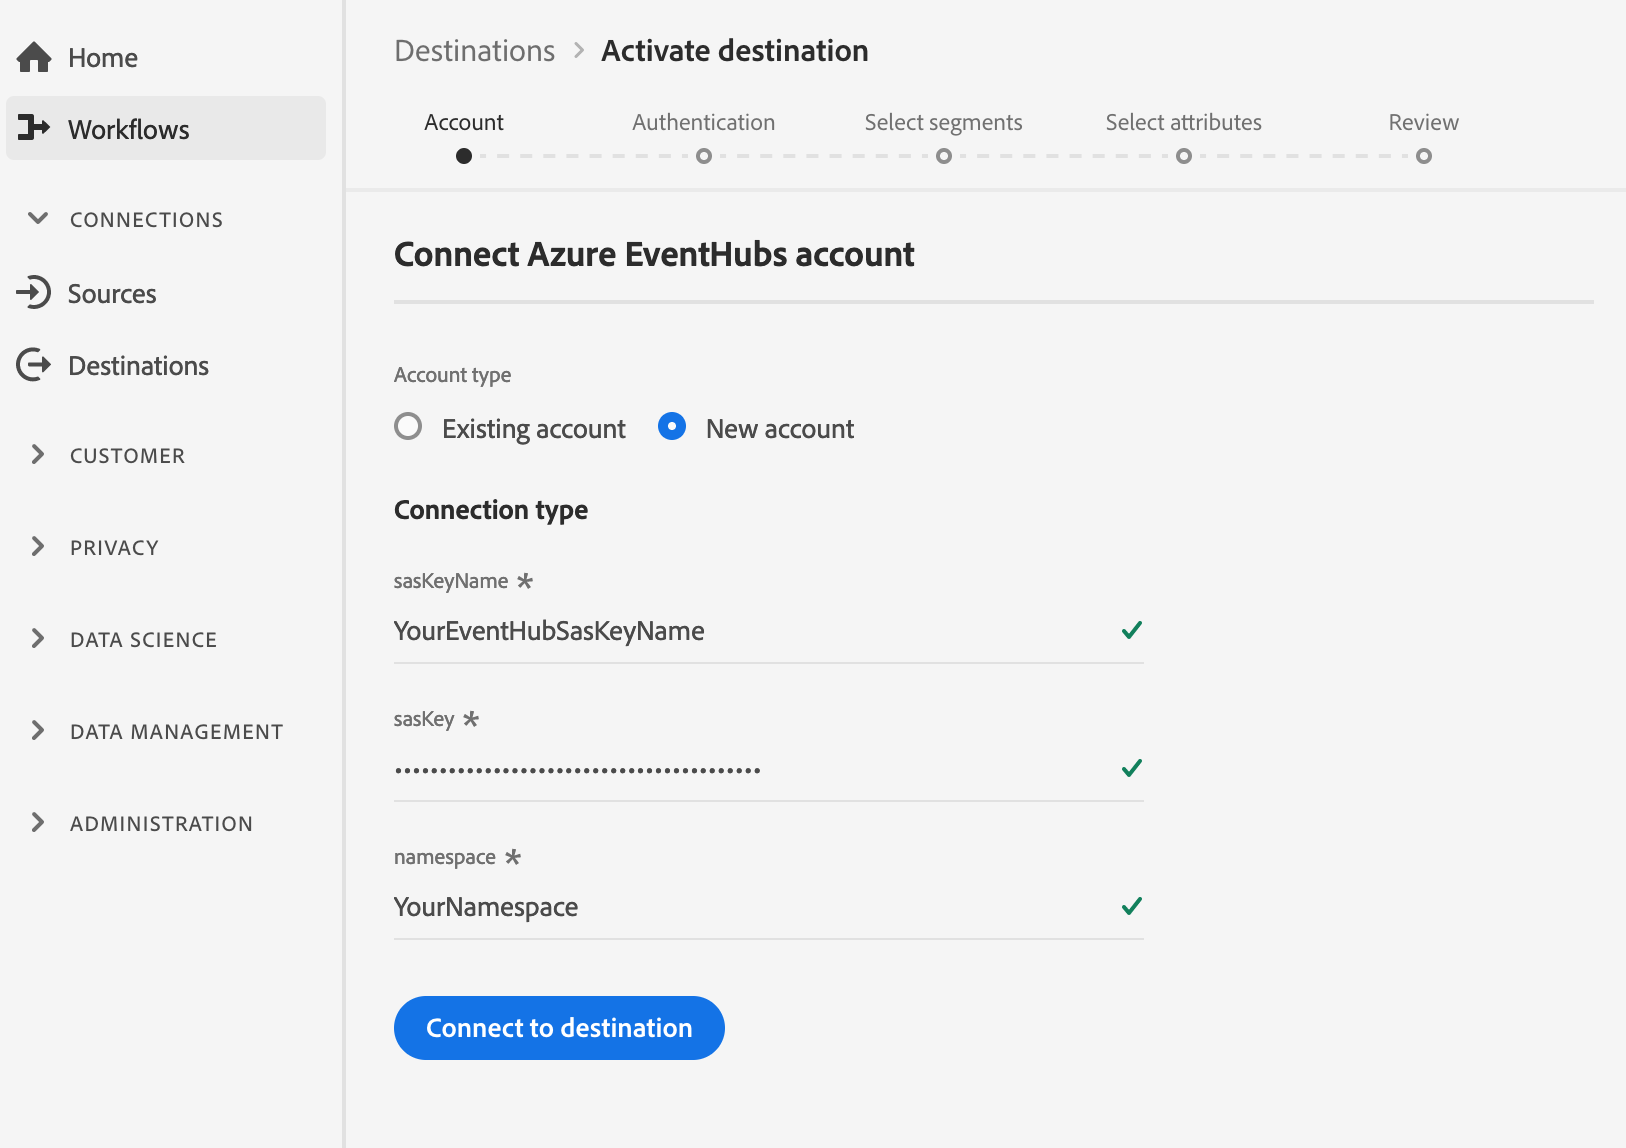 Home
Workflows
CONNECTIONS
Sources
Destinations
CUSTOMER
PRIVACY
DATA SCIENCE
DATA MANAGEMENT
ADMINISTRATION
Destinations > Activate destination
Account Authentication Select segments Select attributes Review
Connect Azure EventHubs account
Account type
Existing account New account
Connection type
sasKeyName *
YourEventHubSasKeyName
sasKey *
••••••••••••••••••••••••••••••••••••••••
namespace *
YourNamespace
Connect to destination